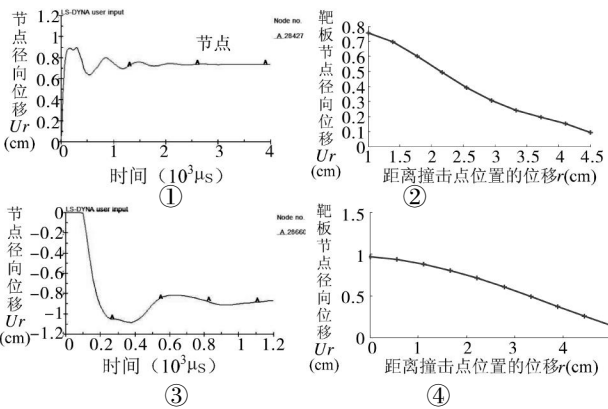 LS-DYNA user input
节点径向位移Ur(cm)
1.2
1
0.8
0.6
0.4
0.2
0
Node no.
A 28427
节点
0 1 2 3 4
时间（10³μs）
①
靶板节点径向位移Ur(cm)
0.8
0.7
0.6
0.5
0.4
0.3
0.2
0.1
0
1 1.5 2 2.5 3 3.5 4 4.5
距离撞击点位置的位移r(cm)
②
LS-DYNA user input
节点径向位移Ur(cm)
0
-0.2
-0.4
-0.6
-0.8
-1
-1.2
Node no.
0 0.2 0.4 0.6 0.8 1 1.2
时间（10³μs）
③
靶板节点径向位移Ur(cm)
1.5
1
0.5
0
0 1 2 3 4
距离撞击点位置的位移r(cm)
④